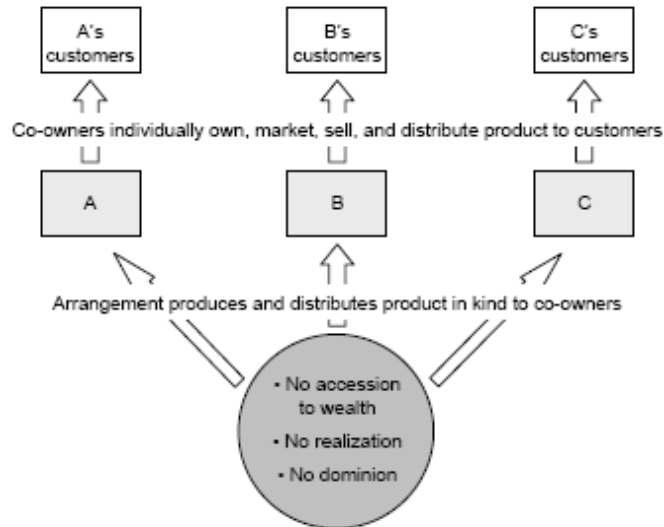 A's
customers
B's
customers
C's
customers
Co-owners individually own, market, sell, and distribute product to customers
A
B
C
Arrangement produces and distributes product in kind to co-owners
• No accession
to wealth
• No realization
• No dominion